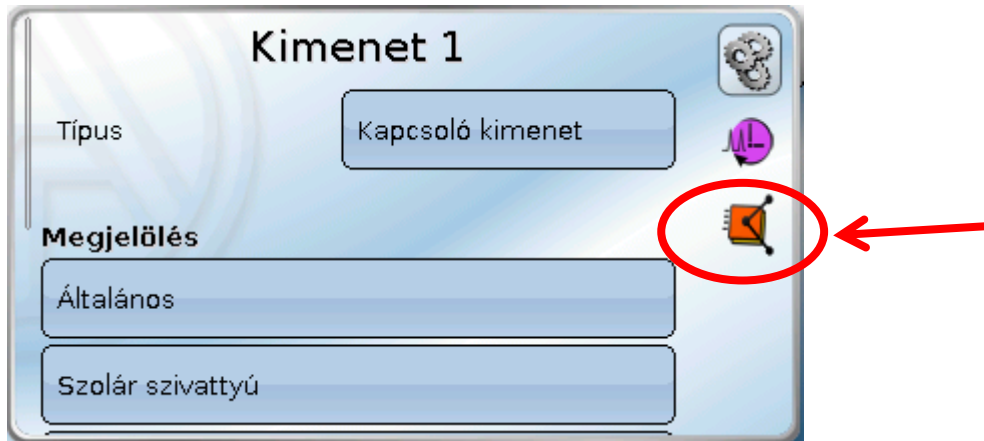 Kimenet 1
Típus
Kapcsoló kimenet
Megjelölés
Általános
Szolár szivattyú